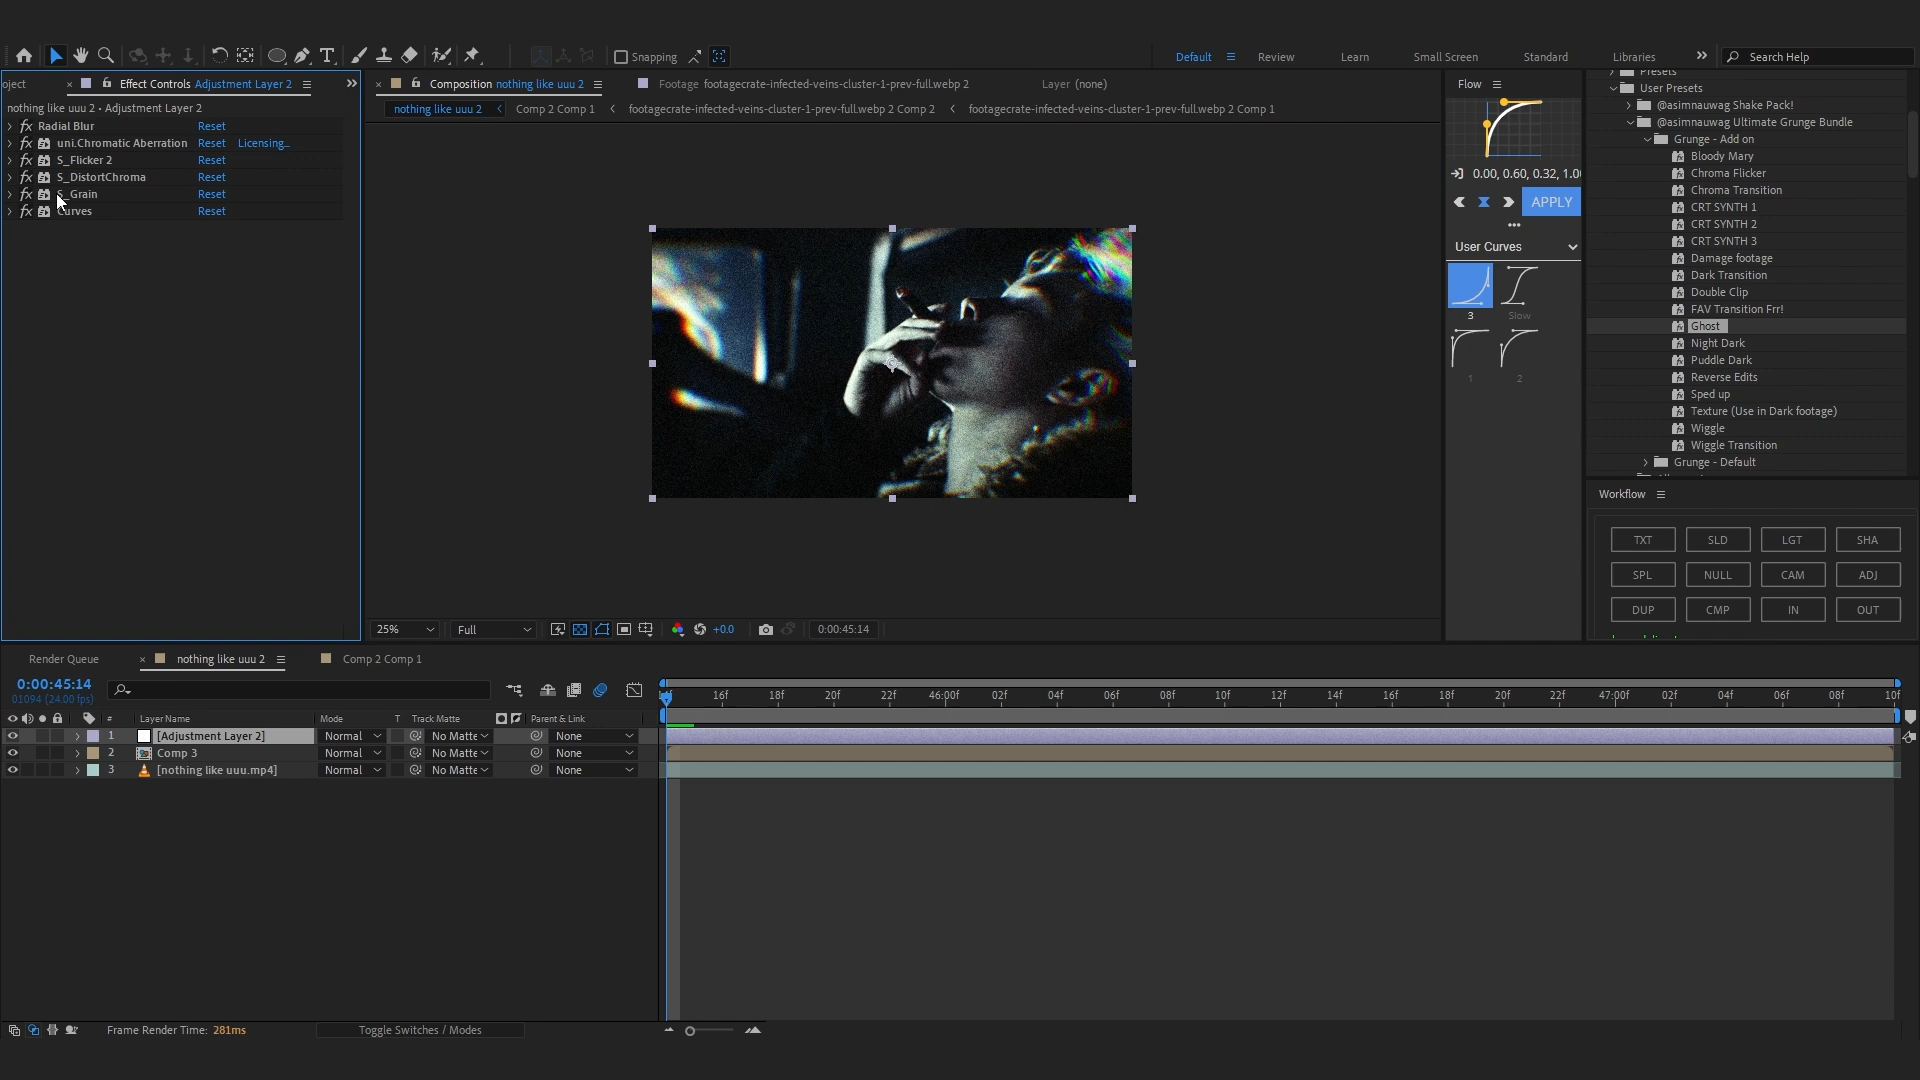 Snapping
Default
Review
Learn
Small Screen
Standard
Libraries
Search Help
oject
Effect Controls Adjustment Layer 2
Composition nothing like uuu 2
Footage footagecrate-infected-veins-cluster-1-prev-full.webp 2
Layer (none)
Flow
nothing like uuu 2 • Adjustment Layer 2
nothing like uuu 2
Comp 2 Comp 1
footagecrate-infected-veins-cluster-1-prev-full.webp 2 Comp 2
footagecrate-infected-veins-cluster-1-prev-full.webp 2 Comp 1
fx Radial Blur Reset
fx uni.Chromatic Aberration Reset Licensing...
fx S_Flicker 2 Reset
fx S_DistortChroma Reset
fx S_Grain Reset
fx Curves Reset
0.00, 0.60, 0.32, 1.0
APPLY
User Curves
3
Slow
1
2
Presets
User Presets
@asimnauwag Shake Pack!
@asimnauwag Ultimate Grunge Bundle
Grunge - Add on
Bloody Mary
Chroma Flicker
Chroma Transition
CRT SYNTH 1
CRT SYNTH 2
CRT SYNTH 3
Damage footage
Dark Transition
Double Clip
FAV Transition Frr!
Ghost
Night Dark
Puddle Dark
Reverse Edits
Sped up
Texture (Use in Dark footage)
Wiggle
Wiggle Transition
Grunge - Default
Workflow
TXT SLD LGT SHA
SPL NULL CAM ADJ
DUP CMP IN OUT
25%
Full
+0.0
0:00:45:14
Render Queue
nothing like uuu 2
Comp 2 Comp 1
0:00:45:14
01094 (24.00 fps)
16f 18f 20f 22f 46:00f 02f 04f 06f 08f 10f 12f 14f 16f 18f 20f 22f 47:00f 02f 04f 06f 08f 10f
# Layer Name Mode T Track Matte Parent & Link
1 [Adjustment Layer 2] Normal No Matte None
2 Comp 3 Normal No Matte None
3 [nothing like uuu.mp4] Normal No Matte None
Frame Render Time: 281ms
Toggle Switches / Modes